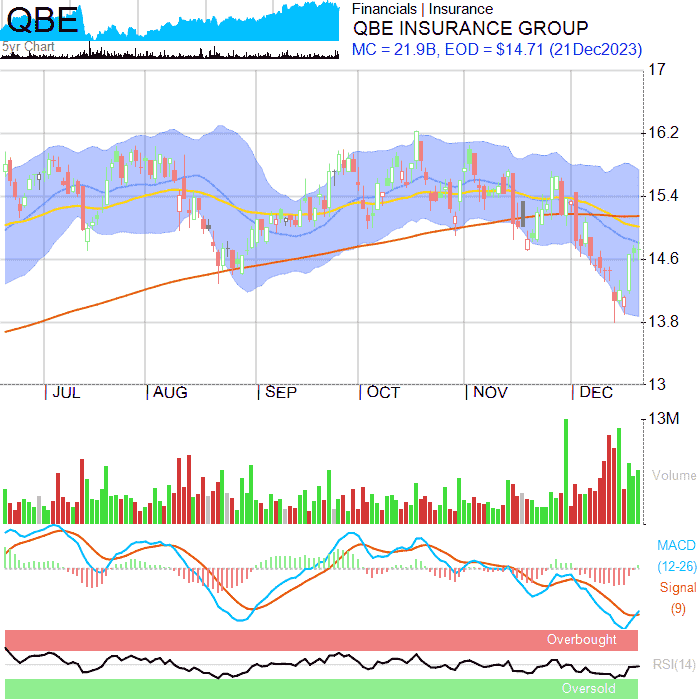 QBE
5yr Chart
Financials | Insurance
QBE INSURANCE GROUP
MC = 21.9B, EOD = $14.71 (21Dec2023)
17
16.2
15.4
14.6
13.8
13
JUL AUG SEP OCT NOV DEC
13M
Volume
MACD
(12-26)
Signal
(9)
Overbought
RSI(14)
Oversold